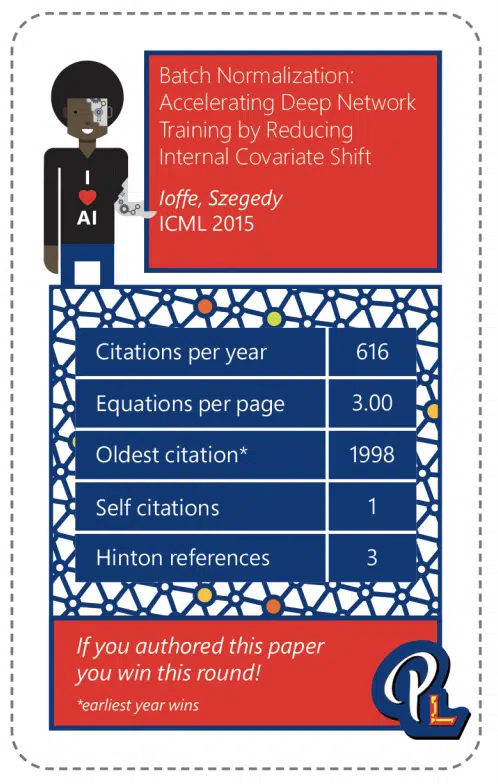 Batch Normalization:
Accelerating Deep Network
Training by Reducing
Internal Covariate Shift
Ioffe, Szegedy
ICML 2015
I
AI
Citations per year 616
Equations per page 3.00
Oldest citation* 1998
Self citations 1
Hinton references 3
If you authored this paper
you win this round!
*earliest year wins
PL